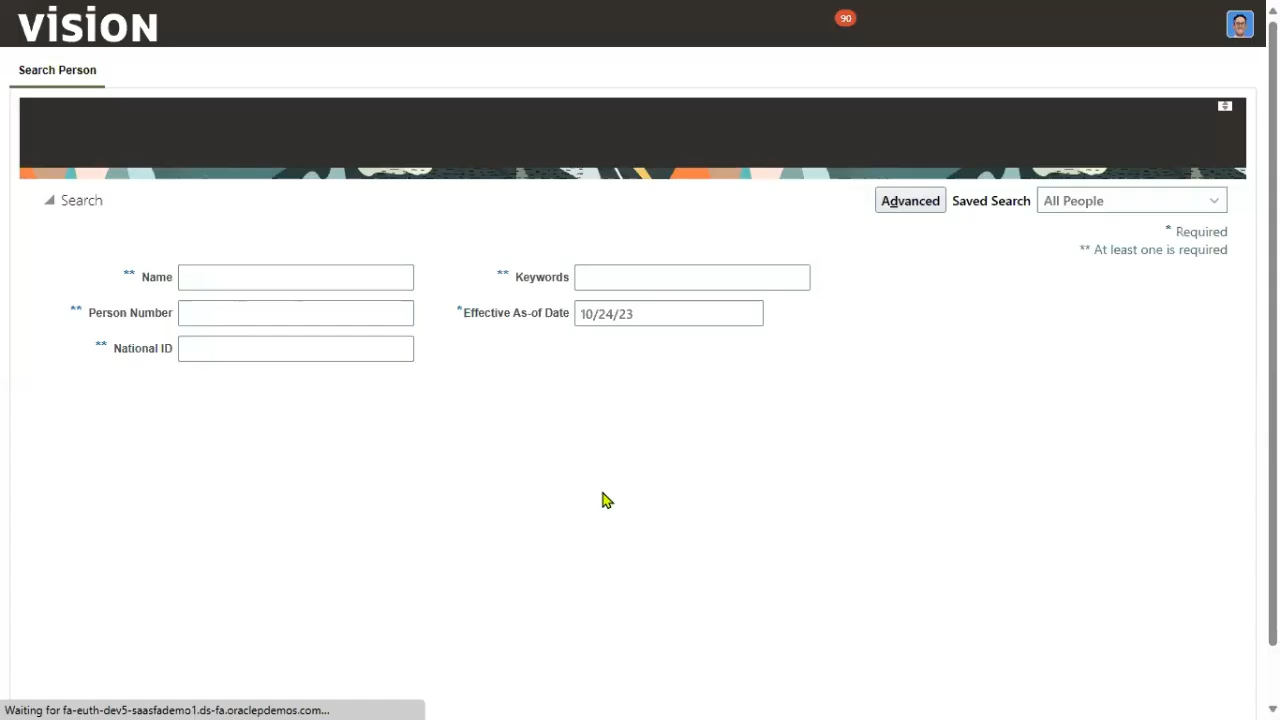 vision
90
Search Person
Search
Advanced Saved Search All People
* Required
** At least one is required
** Name
** Keywords
** Person Number
*Effective As-of Date 10/24/23
** National ID
Waiting for fa-euth-dev5-saasfademo1.ds-fa.oraclepdemos.com...